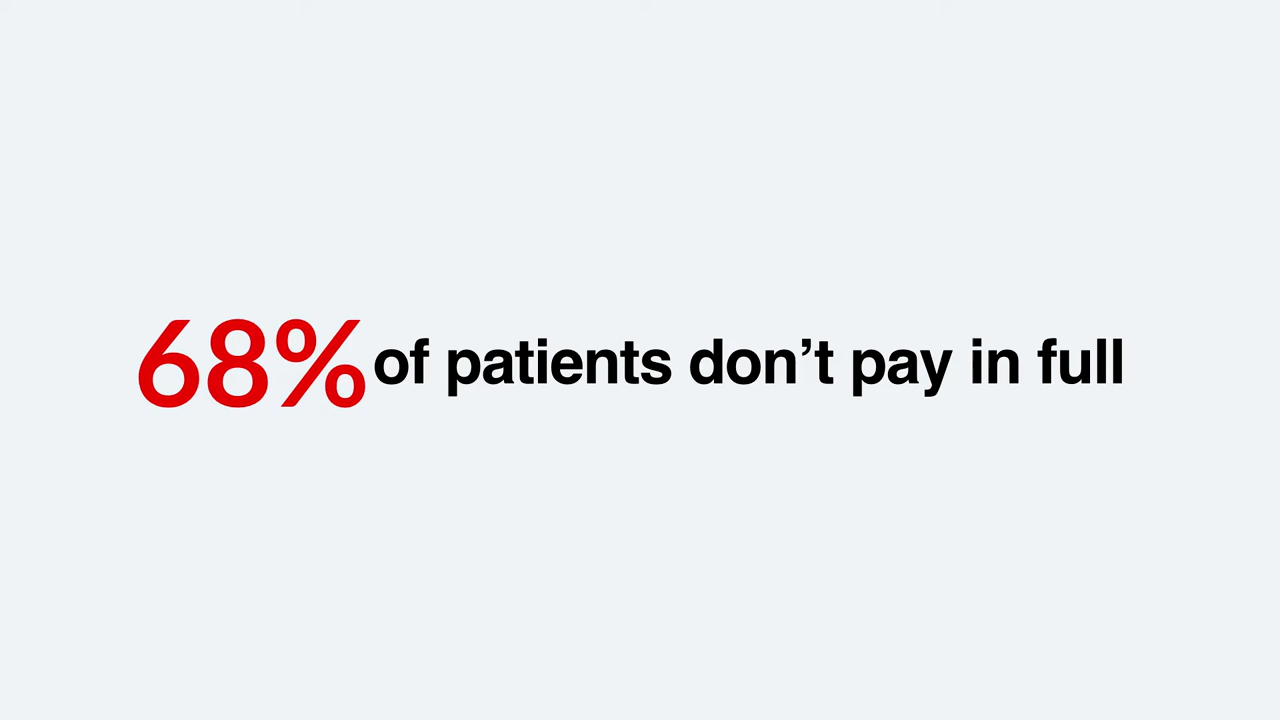 68% of patients don’t pay in full